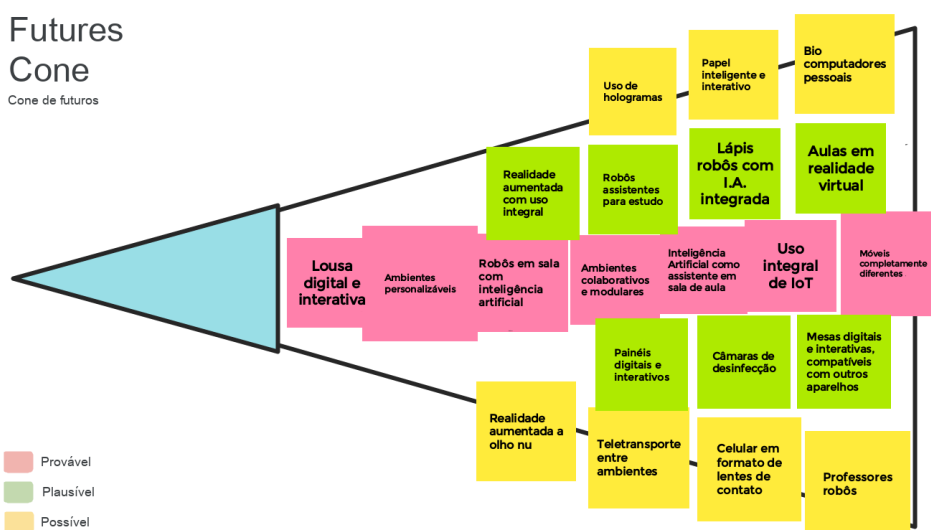 Futures
Cone
Cone de futuros
Uso de
hologramas
Papel
inteligente e
interativo
Bio
computadores
pessoais
Realidade
aumentada
com uso
integral
Robôs
assistentes
para estudo
Lápis
robôs com
I.A.
integrada
Aulas em
realidade
virtual
Lousa
digital e
interativa
Ambientes
personalizáveis
Robôs em sala
com
inteligência
artificial
Ambientes
colaborativos
e modulares
Inteligência
Artificial como
assistente em
sala de aula
Uso
integral
de IoT
Móveis
completamente
diferentes
Painéis
digitais e
interativos
Câmaras de
desinfecção
Mesas digitais
e interativas,
compatíveis
com outros
aparelhos
Realidade
aumentada a
olho nu
Teletransporte
entre
ambientes
Celular em
formato de
lentes de
contato
Professores
robôs
Provável
Plausível
Possível